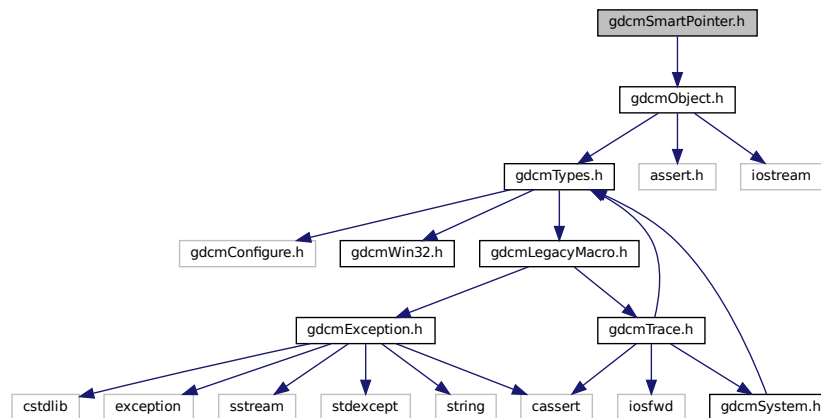 gdcmSmartPointer.h
gdcmObject.h
gdcmTypes.h
assert.h
iostream
gdcmConfigure.h
gdcmWin32.h
gdcmLegacyMacro.h
gdcmException.h
gdcmTrace.h
cstdlib
exception
sstream
stdexcept
string
cassert
iosfwd
gdcmSystem.h